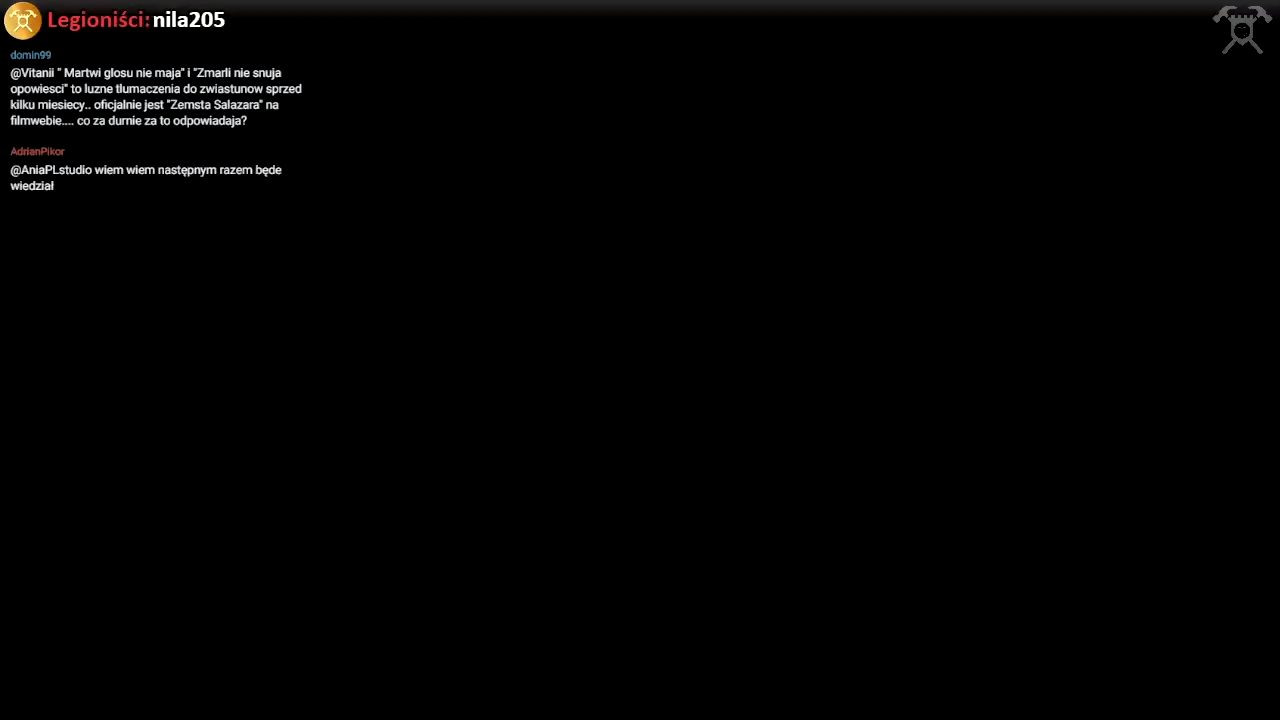 Legioniści: nila205
domin99
@Vitanii " Martwi glosu nie maja" i "Zmarli nie snuja
opowiesci" to luzne tlumaczenia do zwiastunow sprzed
kilku miesiecy.. oficjalnie jest "Zemsta Salazara" na
filmwebie.... co za durnie za to odpowiadaja?
AdrianPikor
@AniaPLstudio wiem wiem następnym razem będe
wiedział